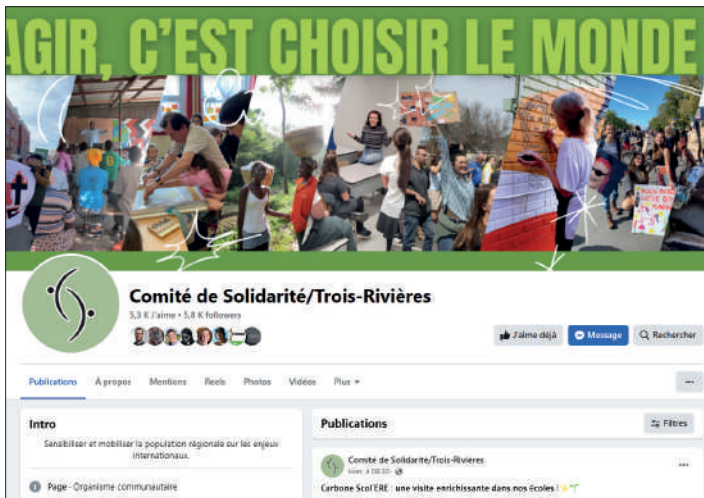 AGIR, C'EST CHOISIR LE MONDE
Comité de Solidarité/Trois-Rivières
5,3 K J'aime • 5,8 K followers
J'aime déjà
Message
Rechercher
Publications À propos Mentions Reels Photos Vidéos Plus
Intro
Sensibiliser et mobiliser la population régionale sur les enjeux
internationaux.
Page · Organisme communautaire
Publications
Filtres
Comité de Solidarité/Trois-Rivières
Hier, à 09:30
Carbone Scol'ERE : une visite enrichissante dans nos écoles !